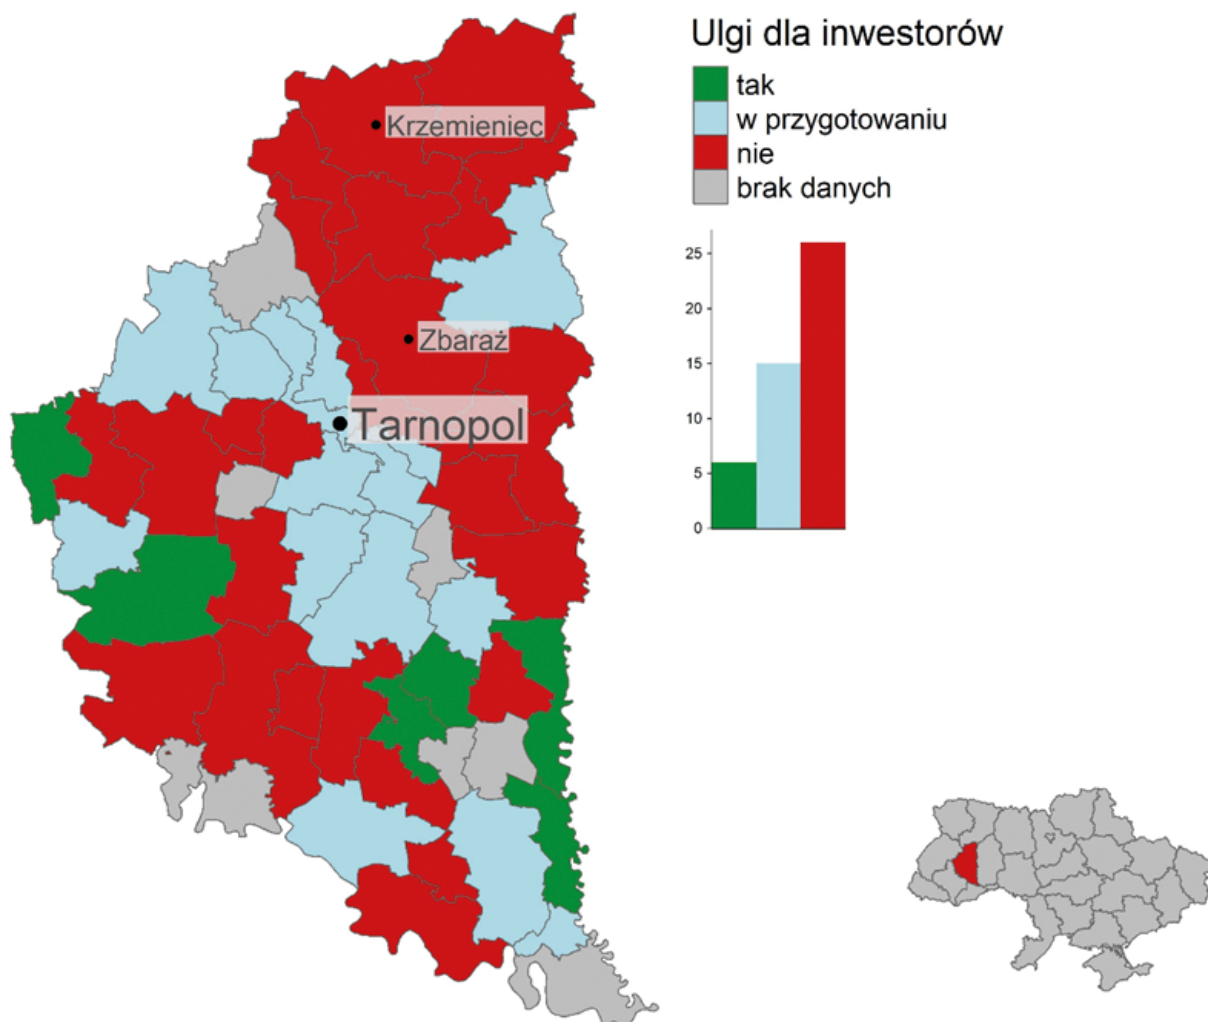 Ulgi dla inwestorów
tak
w przygotowaniu
nie
brak danych
Krzemieniec
Zbaraż
Tarnopol
25
20
15
10
5
0